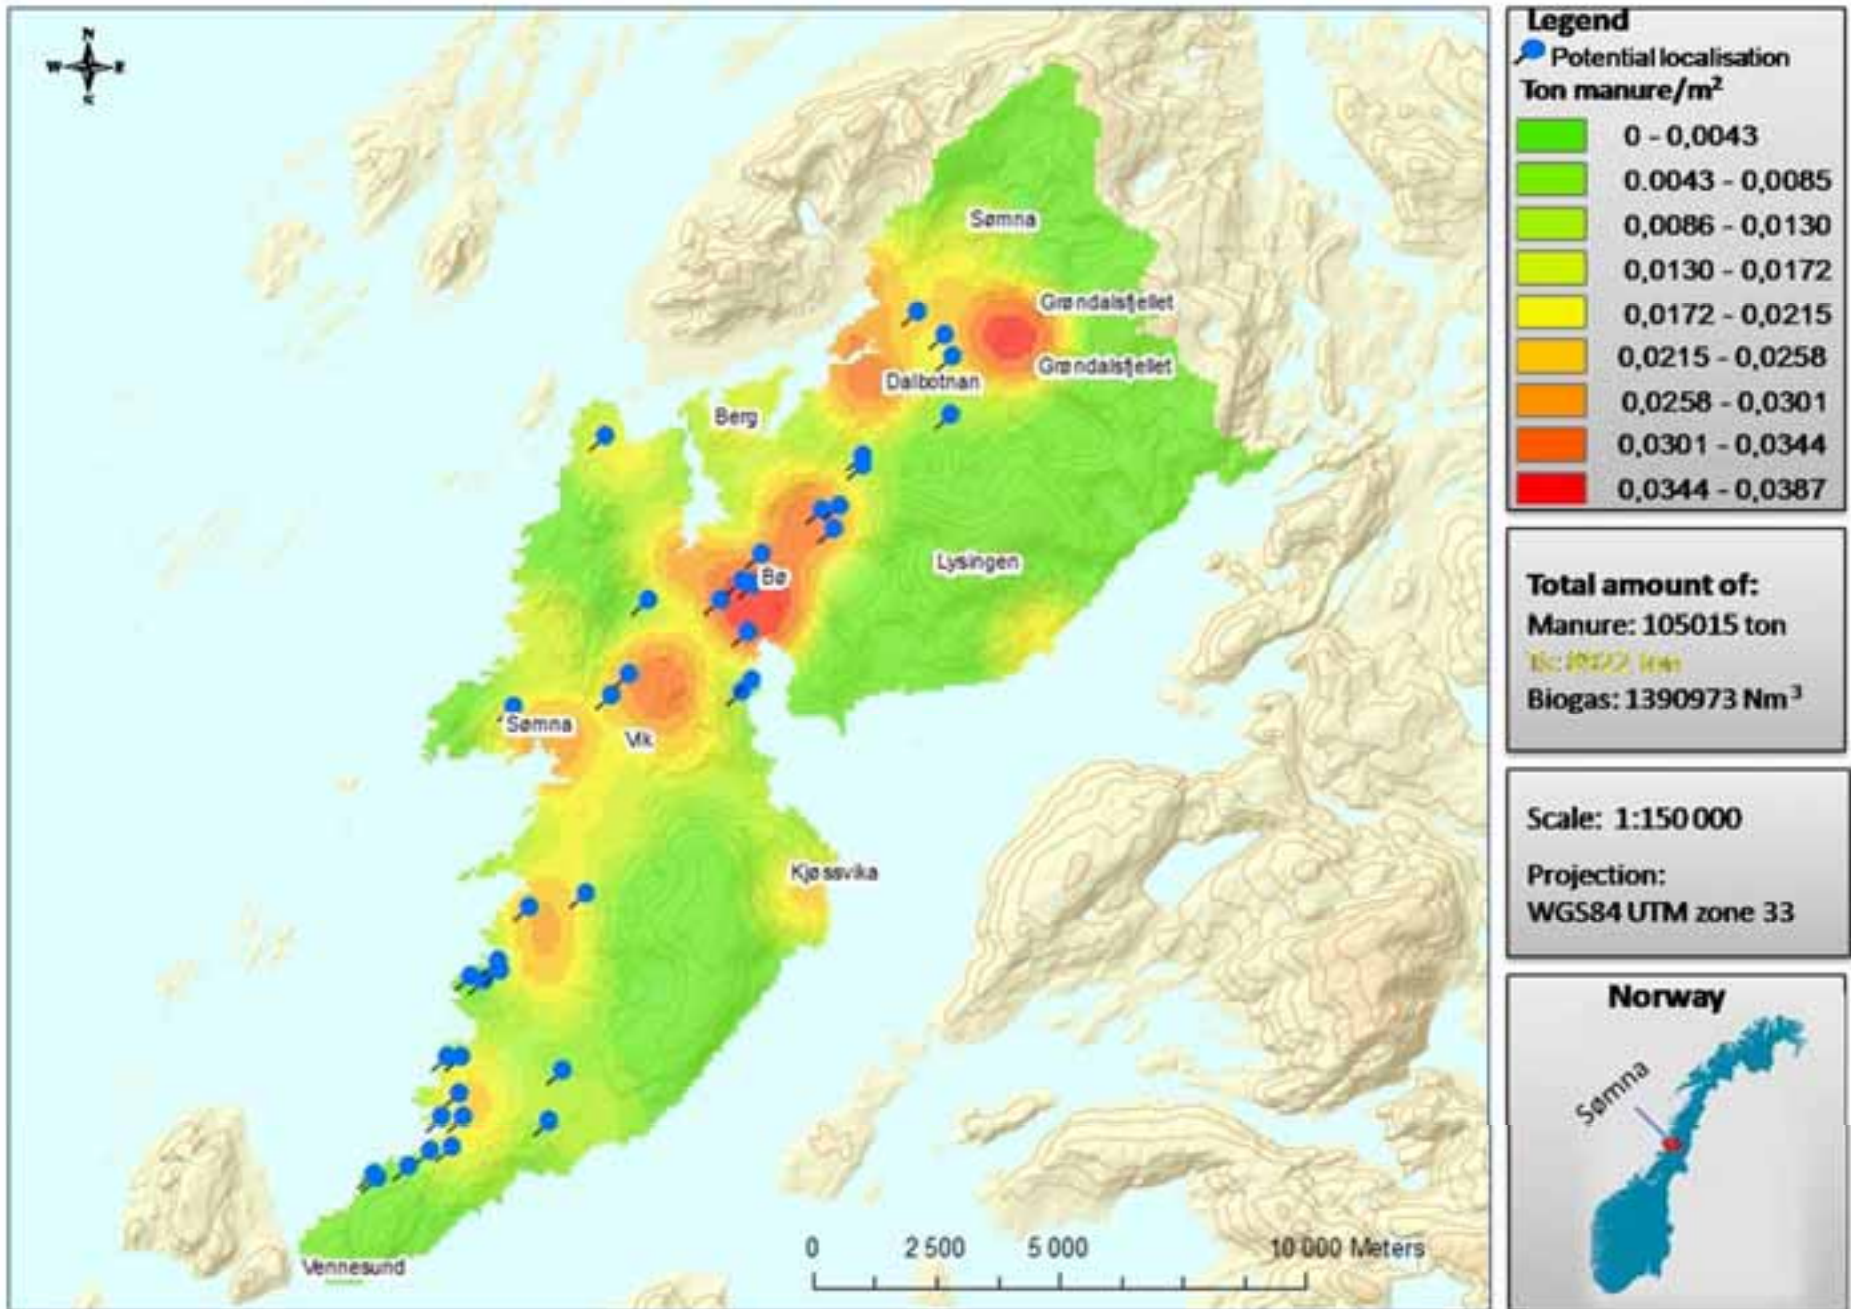 N
W E
S
Sømna
Grøndalsfjellet
Grøndalsfjellet
Dalbotnan
Berg
Lysingen
Bø
Sømna
Vik
Kjøssvika
Vennesund
0 2 500 5 000 10 000 Meters
Legend
Potential localisation
Ton manure/m²
0 - 0,0043
0.0043 - 0,0085
0,0086 - 0,0130
0,0130 - 0,0172
0,0172 - 0,0215
0,0215 - 0,0258
0,0258 - 0,0301
0,0301 - 0,0344
0,0344 - 0,0387
Total amount of:
Manure: 105015 ton
ton
Biogas: 1390973 Nm³
Scale: 1:150 000
Projection:
WGS84 UTM zone 33
Norway
Sømna